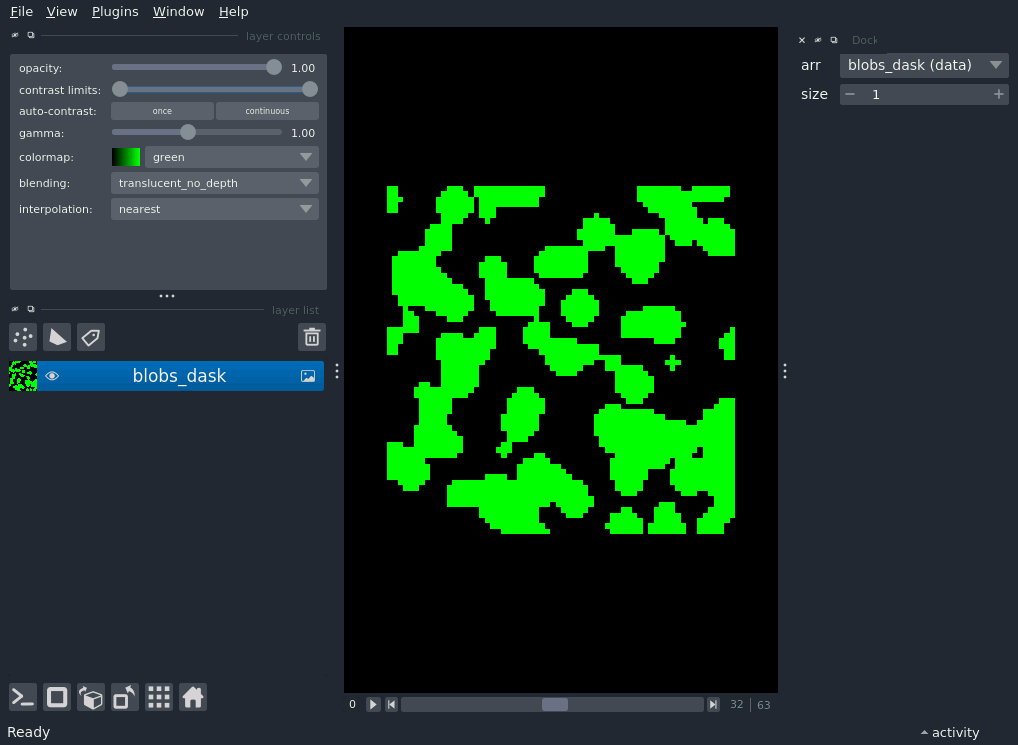 File View Plugins Window Help
layer controls
opacity: 1.00
contrast limits:
auto-contrast: once continuous
gamma: 1.00
colormap: green
blending: translucent_no_depth
interpolation: nearest
layer list
blobs_dask
0 32 | 63
Dock
arr blobs_dask (data)
size − 1 +
Ready
activity